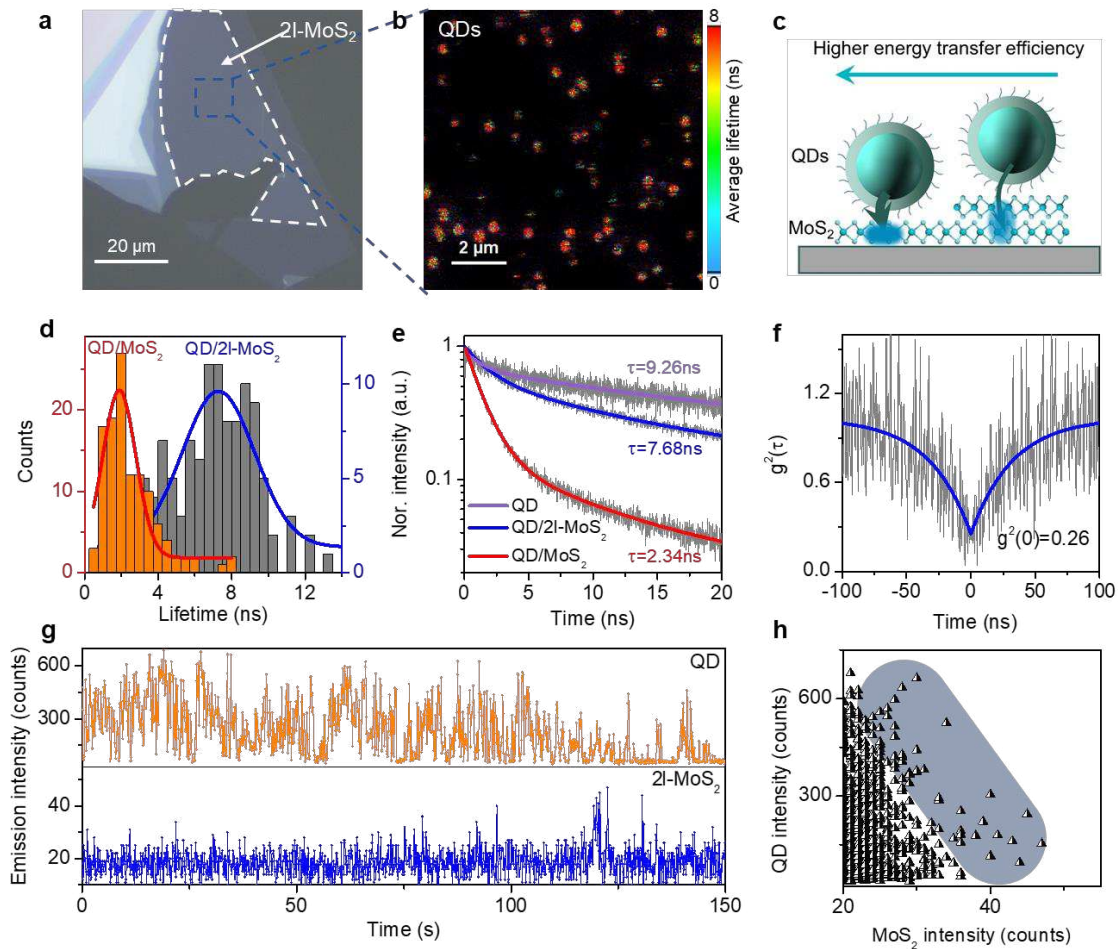 a
2l-MoS₂
20 µm
b
QDs
2 µm
8
Average lifetime (ns)
0
c
Higher energy transfer efficiency
QDs
MoS₂
d
QD/MoS₂
QD/2l-MoS₂
Counts
20
10
0
10
5
0
0 4 8 12
Lifetime (ns)
e
Nor. intensity (a.u.)
1
0.1
τ=9.26ns
τ=7.68ns
τ=2.34ns
QD
QD/2l-MoS
QD/MoS₂
0 5 10 15 20
Time (ns)
f
g²(τ)
1.2
0.6
0.0
g²(0)=0.26
-100 -50 0 50 100
Time (ns)
g
Emission intensity (counts)
600
300
QD
40
20
2l-MoS₂
0 50 100 150
Time (s)
h
QD intensity (counts)
600
300
20 40
MoS₂ intensity (counts)